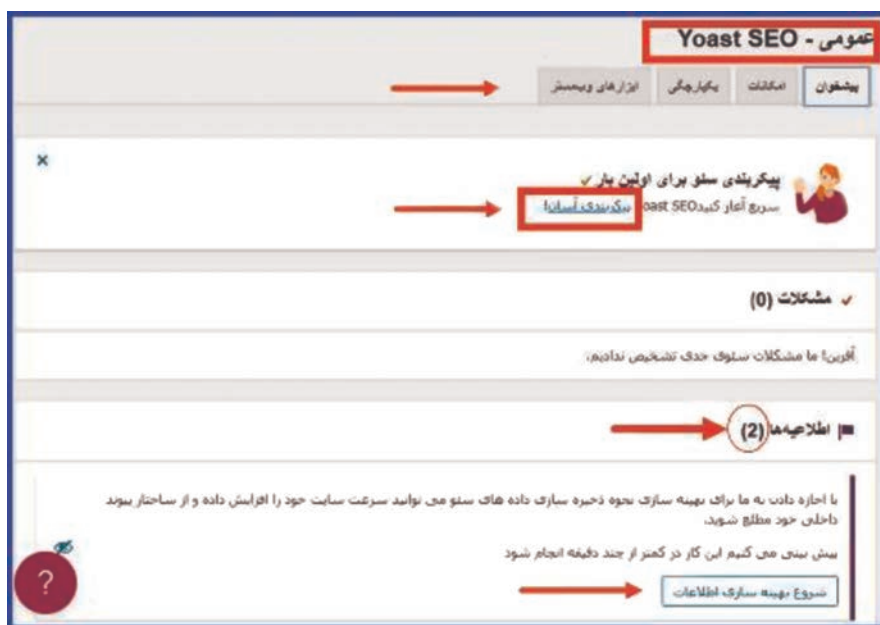 عمومی - Yoast SEO
پیشخوان
امکانات
یکپارچگی
ابزارهای وبمستر
×
پیکربندی سئو برای اولین بار
سریع آغاز کنید Yoast SEO پیکربندی آسان!
مشکلات (0)
آفرین! ما مشکلات سئوی جدی تشخیص ندادیم.
اطلاعیه‌ها (2)
با اجازه دادن به ما برای بهینه سازی نحوه ذخیره سازی داده های سئو می توانید سرعت سایت خود را افزایش داده و از ساختار پیوند
داخلی خود مطلع شوید.
پیش بینی می کنیم این کار در کمتر از چند دقیقه انجام شود
شروع بهینه سازی اطلاعات
?